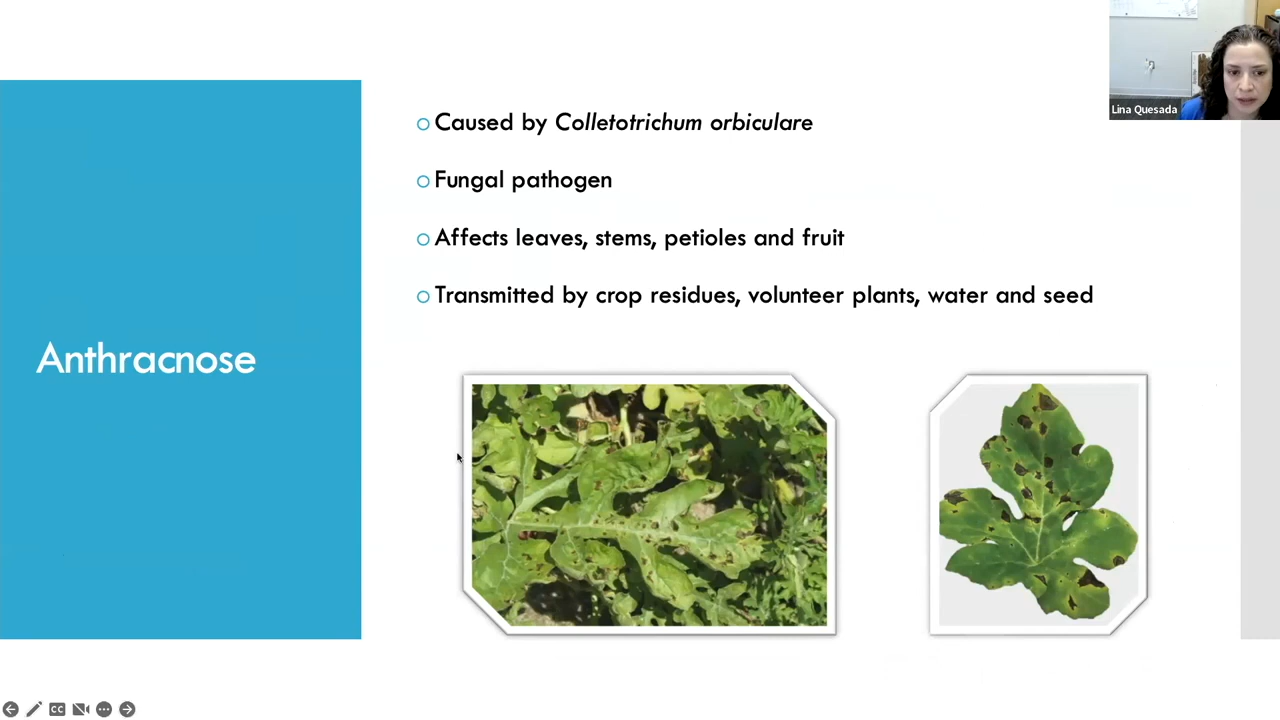 Lina Quesada
Caused by Colletotrichum orbiculare
Fungal pathogen
Affects leaves, stems, petioles and fruit
Transmitted by crop residues, volunteer plants, water and seed
Anthracnose
CC